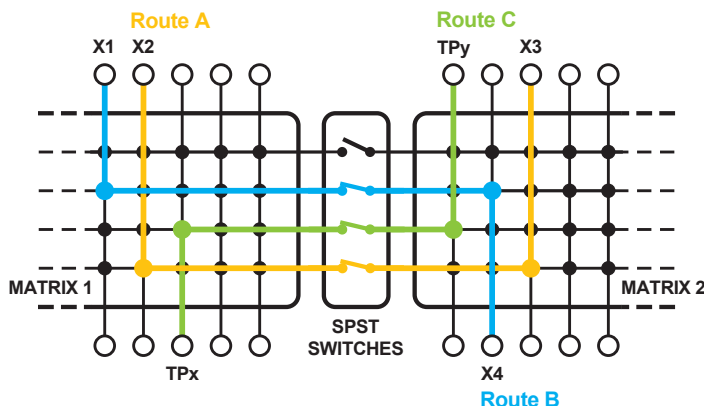 Route A
Route C
X1
X2
TPy
X3
MATRIX 1
MATRIX 2
SPST
SWITCHES
TPx
X4
Route B